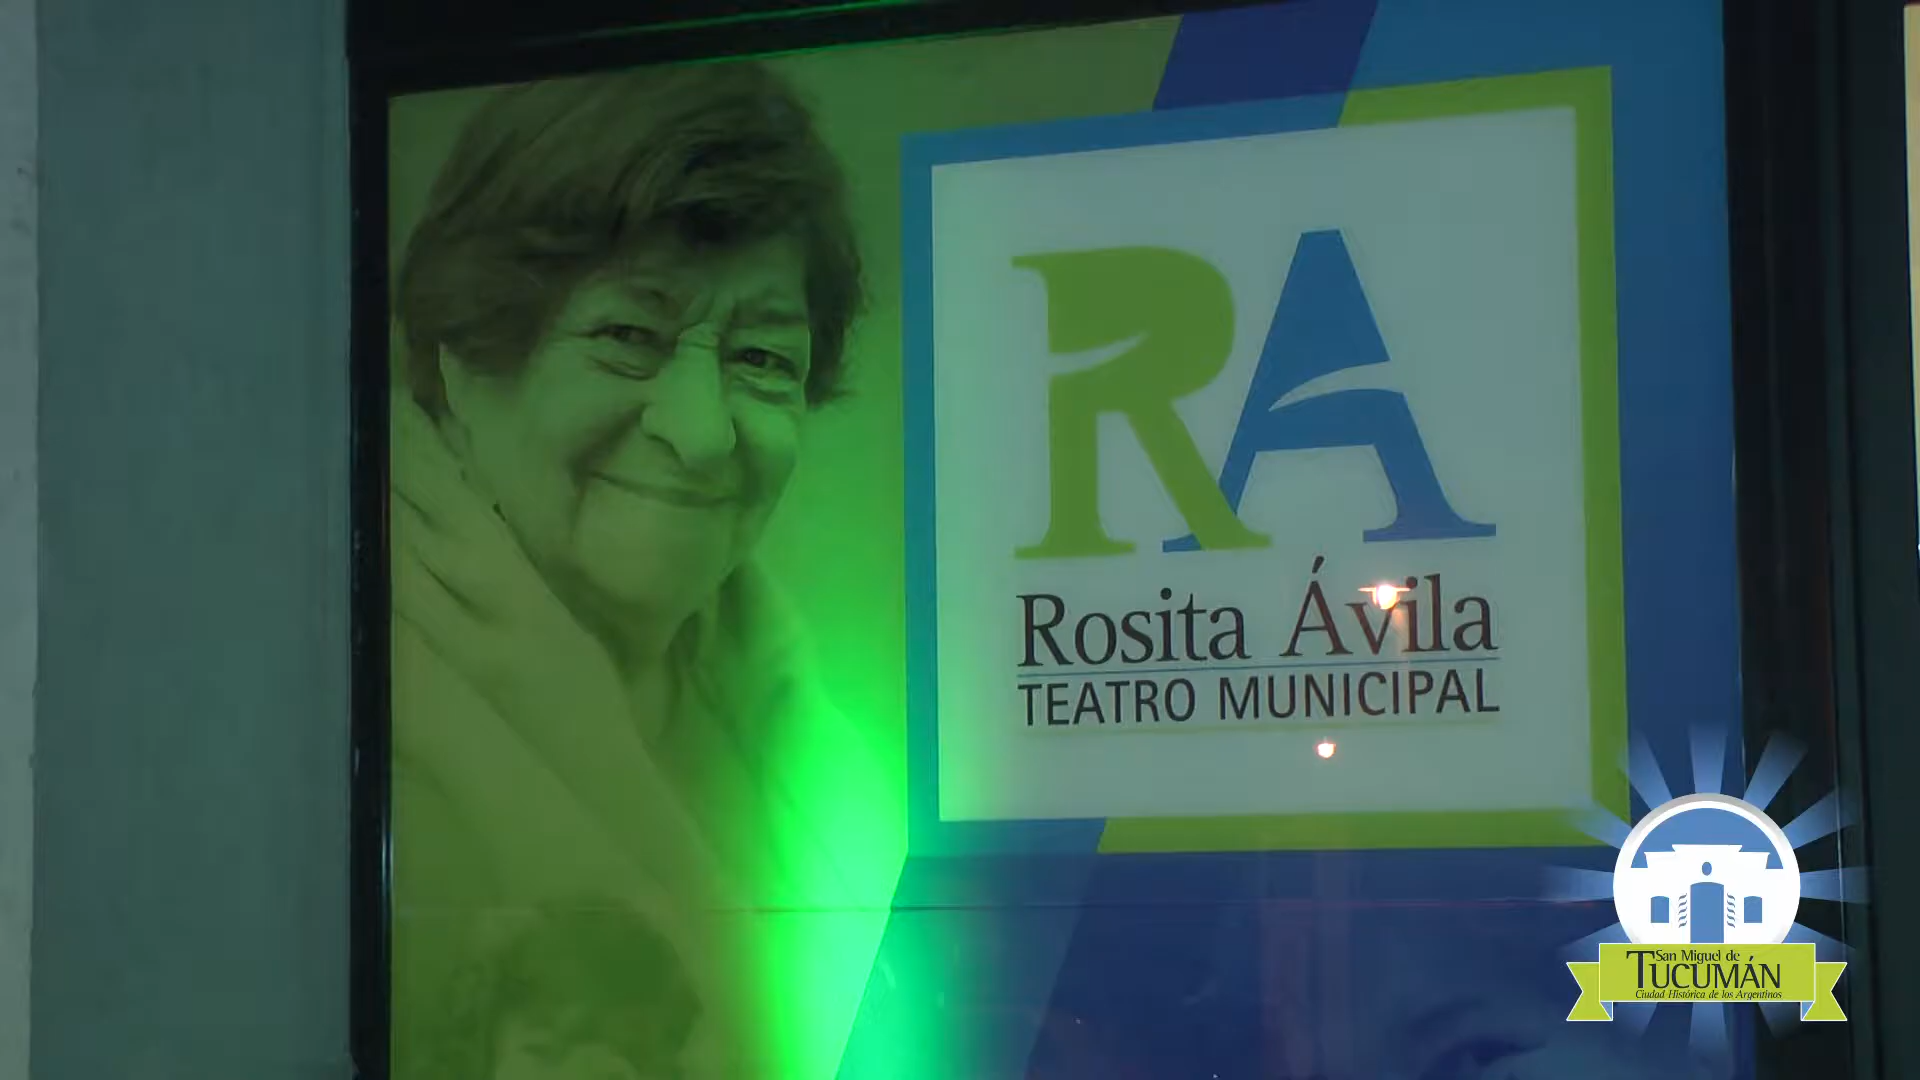 RA
Rosita Ávila
TEATRO MUNICIPAL
San Miguel de
TUCUMÁN
Ciudad Histórica de los Argentinos